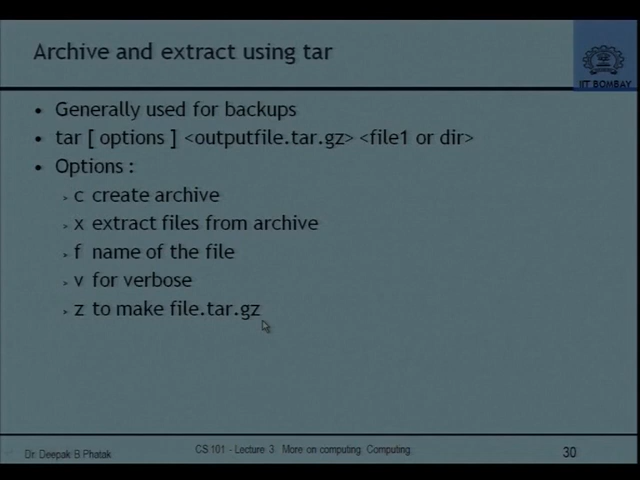 Archive and extract using tar
IIT BOMBAY
• Generally used for backups
• tar [ options ] <outputfile.tar.gz> <file1 or dir>
• Options :
> c create archive
> x extract files from archive
> f name of the file
> v for verbose
> z to make file.tar.gz
Dr. Deepak B Phatak
CS 101 - Lecture 3 More on computing Computing
30